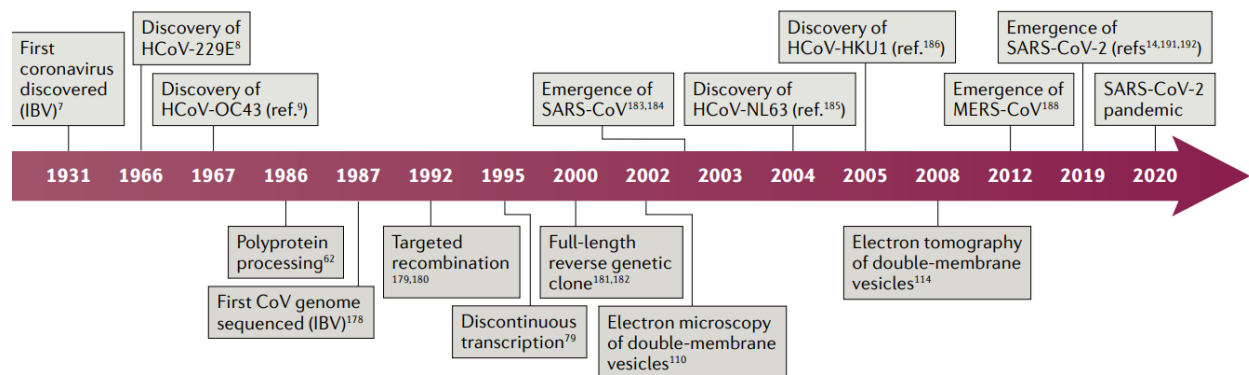 First
coronavirus
discovered
(IBV)⁷
Discovery of
HCoV-229E⁸
Discovery of
HCoV-OC43 (ref.⁹)
Emergence of
SARS-CoV¹⁸³,¹⁸⁴
Discovery of
HCoV-NL63 (ref.¹⁸⁵)
Discovery of
HCoV-HKU1 (ref.¹⁸⁶)
Emergence of
MERS-CoV¹⁸⁸
Emergence of
SARS-CoV-2 (refs¹⁴,¹⁹¹,¹⁹²)
SARS-CoV-2
pandemic
1931 1966 1967 1986 1987 1992 1995 2000 2002 2003 2004 2005 2008 2012 2019 2020
Polyprotein
processing⁶²
First CoV genome
sequenced (IBV)¹⁷⁸
Targeted
recombination
¹⁷⁹,¹⁸⁰
Discontinuous
transcription⁷⁹
Full-length
reverse genetic
clone¹⁸¹,¹⁸²
Electron microscopy
of double-membrane
vesicles¹¹⁰
Electron tomography
of double-membrane
vesicles¹¹⁴